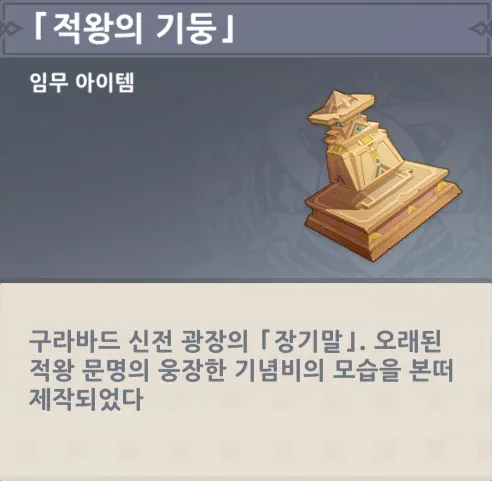 「적왕의 기둥」
임무 아이템
구라바드 신전 광장의 「장기말」. 오래된
적왕 문명의 웅장한 기념비의 모습을 본떠
제작되었다